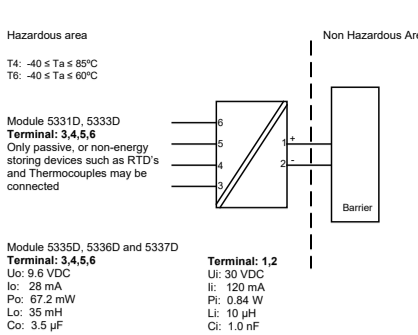 Hazardous area
Non Hazardous Are
T4: -40 ≤ Ta ≤ 85ºC
T6: -40 ≤ Ta ≤ 60ºC
Module 5331D, 5333D
Terminal: 3,4,5,6
Only passive, or non-energy
storing devices such as RTD's
and Thermocouples may be
connected
6
5
4
3
1 +
2 -
Barrier
Module 5335D, 5336D and 5337D
Terminal: 3,4,5,6
Uo: 9.6 VDC
Io: 28 mA
Po: 67.2 mW
Lo: 35 mH
Co: 3.5 µF
Terminal: 1,2
Ui: 30 VDC
Ii: 120 mA
Pi: 0.84 W
Li: 10 µH
Ci: 1.0 nF